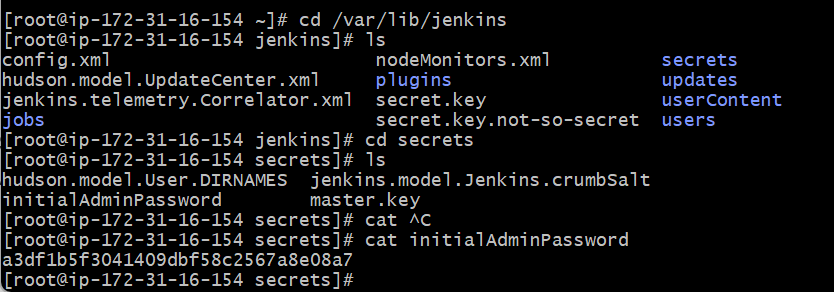 [root@ip-172-31-16-154 ~]# cd /var/lib/jenkins
[root@ip-172-31-16-154 jenkins]# ls
config.xml                      nodeMonitors.xml          secrets
hudson.model.UpdateCenter.xml   plugins                   updates
jenkins.telemetry.Correlator.xml  secret.key              userContent
jobs                            secret.key.not-so-secret  users
[root@ip-172-31-16-154 jenkins]# cd secrets
[root@ip-172-31-16-154 secrets]# ls
hudson.model.User.DIRNAMES  jenkins.model.Jenkins.crumbSalt
initialAdminPassword        master.key
[root@ip-172-31-16-154 secrets]# cat ^C
[root@ip-172-31-16-154 secrets]# cat initialAdminPassword
a3df1b5f3041409dbf58c2567a8e08a7
[root@ip-172-31-16-154 secrets]#